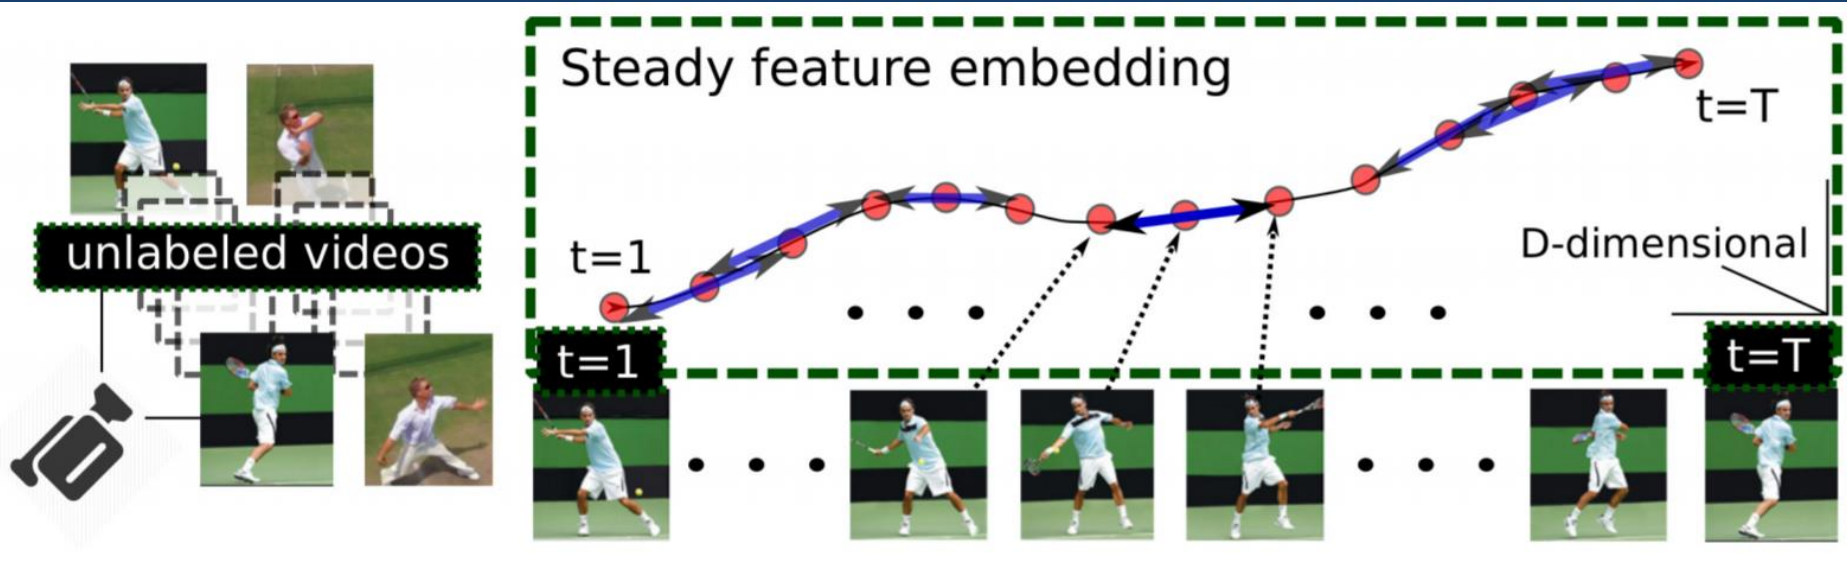 unlabeled videos
Steady feature embedding
t=1
t=T
D-dimensional
t=1
t=T